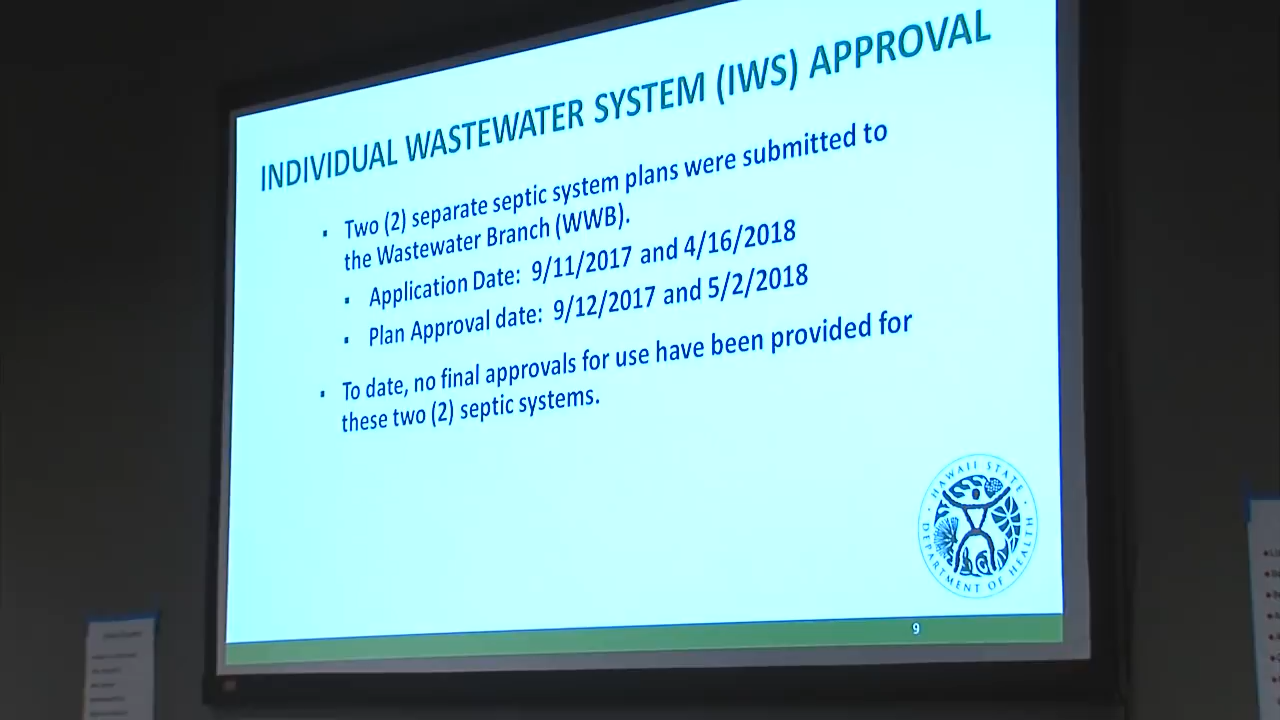 INDIVIDUAL WASTEWATER SYSTEM (IWS) APPROVAL
▪ Two (2) separate septic system plans were submitted to
the Wastewater Branch (WWB).
▪ Application Date: 9/11/2017 and 4/16/2018
▪ Plan Approval date: 9/12/2017 and 5/2/2018
▪ To date, no final approvals for use have been provided for
these two (2) septic systems.
HAWAII STATE
DEPARTMENT OF HEALTH
9